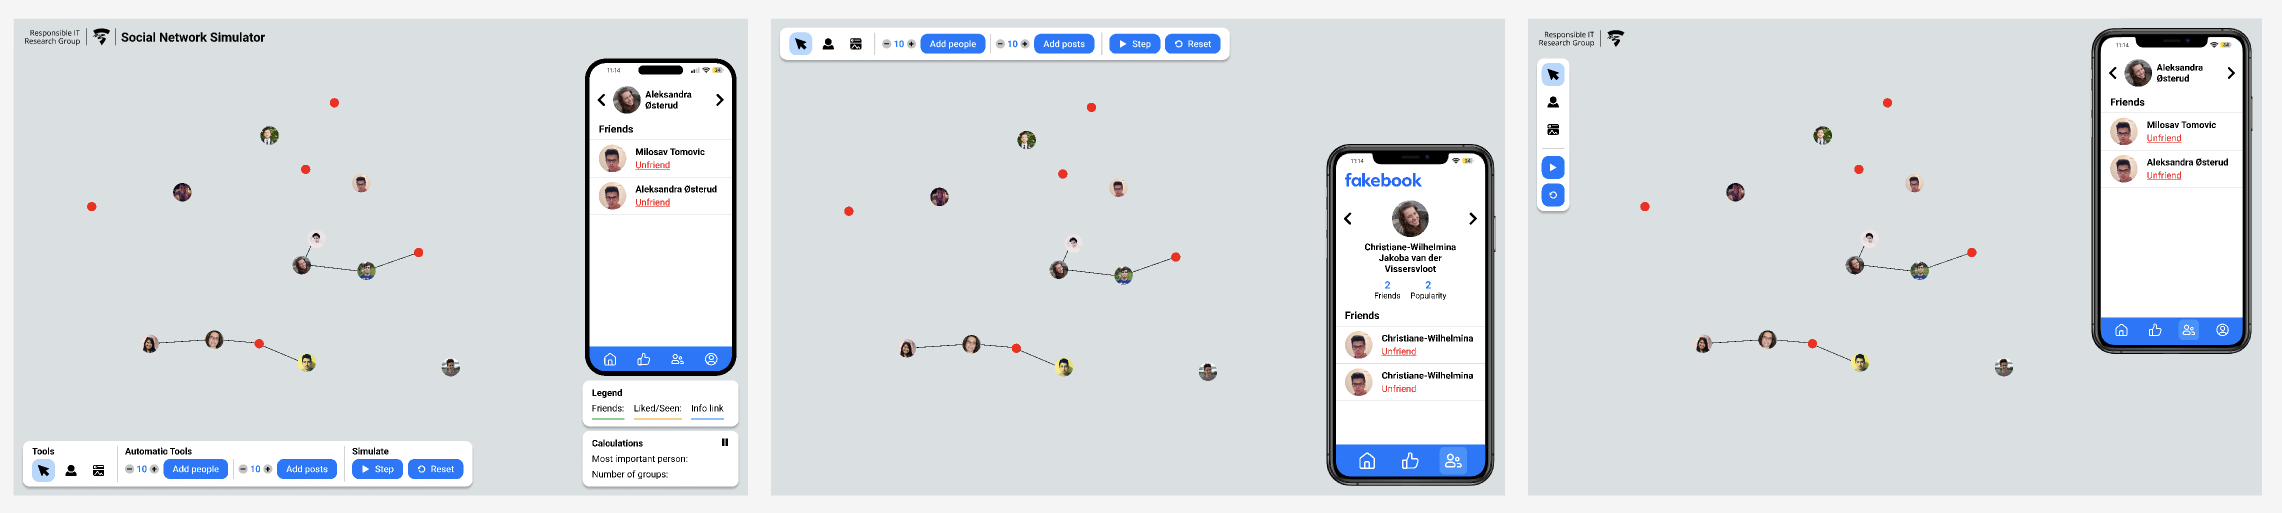 Responsible IT
Research Group
Social Network Simulator
11:14
34
Aleksandra
Østerud
Friends
Milosav Tomovic
Unfriend
Aleksandra Østerud
Unfriend
Legend
Friends:
Liked/Seen:
Info link
Calculations
Most important person:
Number of groups:
Tools
Automatic Tools
Simulate
10
Add people
10
Add posts
Step
Reset
10
Add people
10
Add posts
Step
Reset
11:14
34
fakebook
Christiane-Wilhelmina
Jakoba van der
Vissersvloot
2
2
Friends
Popularity
Friends
Christiane-Wilhelmina
Unfriend
Christiane-Wilhelmina
Unfriend
Responsible IT
Research Group
11:14
34
Aleksandra
Østerud
Friends
Milosav Tomovic
Unfriend
Aleksandra Østerud
Unfriend